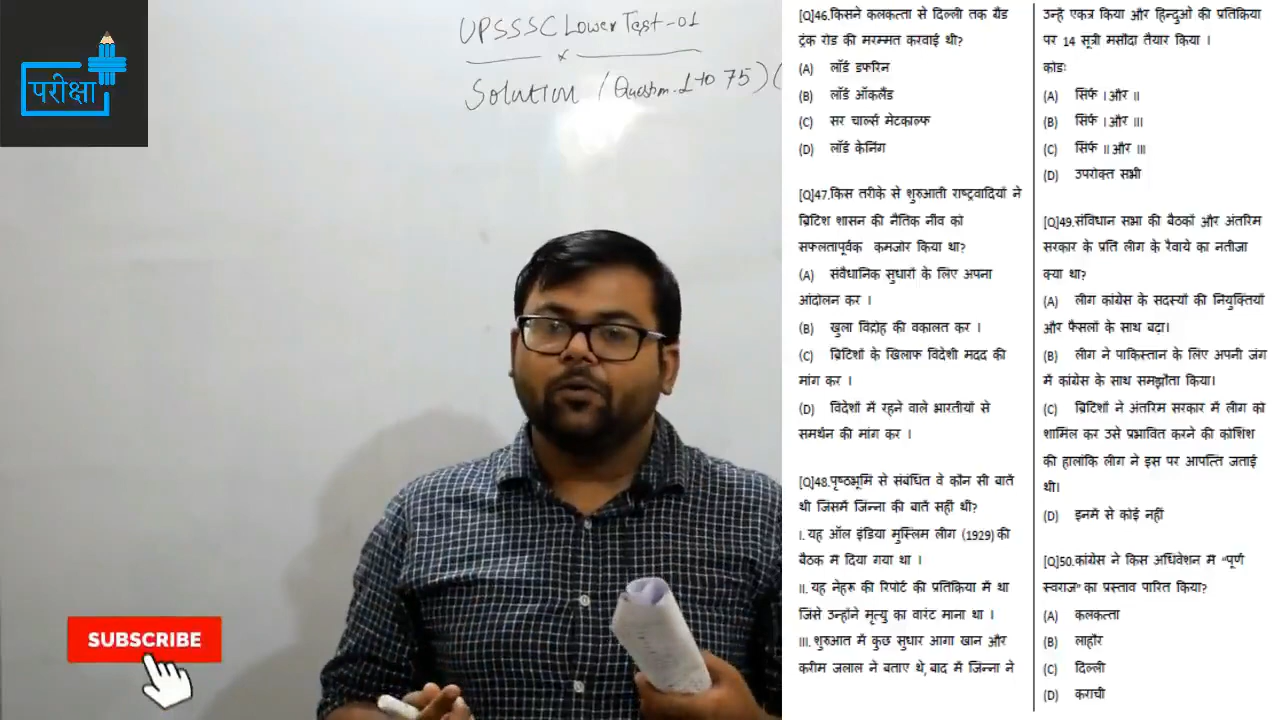 परीक्षा
UPSSSC Lower Test-01
Solution / (Question.1 to 75) (
SUBSCRIBE
[Q]46.किसने कलकत्ता से दिल्ली तक ग्रैंड
ट्रंक रोड की मरम्मत करवाई थी?
(A) लॉर्ड डफरिन
(B) लॉर्ड ऑकलैंड
(C) सर चार्ल्स मेटकाल्फ
(D) लॉर्ड केनिंग
[Q]47.किस तरीके से शुरुआती राष्ट्रवादियों ने
ब्रिटिश शासन की नैतिक नींव को
सफलतापूर्वक कमजोर किया था?
(A) संवैधानिक सुधारों के लिए अपना
आंदोलन कर ।
(B) खुला विद्रोह की वकालत कर ।
(C) ब्रिटिशों के खिलाफ विदेशी मदद की
मांग कर ।
(D) विदेशों में रहने वाले भारतीयों से
समर्थन की मांग कर ।
[Q]48.पृष्ठभूमि से संबंधित वे कौन सी बातें
थी जिसमें जिन्ना की बातें सही थी?
I. यह ऑल इंडिया मुस्लिम लीग (1929) की
बैठक में दिया गया था ।
II. यह नेहरू की रिपोर्ट की प्रतिक्रिया में था
जिसे उन्होंने मृत्यु का वारंट माना था ।
III. शुरुआत में कुछ सुधार आगा खान और
करीम जलाल ने बताए थे, बाद में जिन्ना ने
उन्हें एकत्र किया और हिन्दुओं की प्रतिक्रिया
पर 14 सूत्री मसौदा तैयार किया ।
कोडः
(A) सिर्फ I और II
(B) सिर्फ I और III
(C) सिर्फ II और III
(D) उपरोक्त सभी
[Q]49.संविधान सभा की बैठकों और अंतरिम
सरकार के प्रति लीग के रैवाये का नतीजा
क्या था?
(A) लीग कांग्रेस के सदस्यों की नियुक्तियों
और फैसलों के साथ बढ़ा।
(B) लीग ने पाकिस्तान के लिए अपनी जंग
में कांग्रेस के साथ समझौता किया।
(C) ब्रिटिशों ने अंतरिम सरकार में लीग को
शामिल कर उसे प्रभावित करने की कोशिश
की हालांकि लीग ने इस पर आपत्ति जताई
थी।
(D) इनमें से कोई नहीं
[Q]50.कांग्रेस ने किस अधिवेशन में “पूर्ण
स्वराज” का प्रस्ताव पारित किया?
(A) कलकत्ता
(B) लाहौर
(C) दिल्ली
(D) कराची